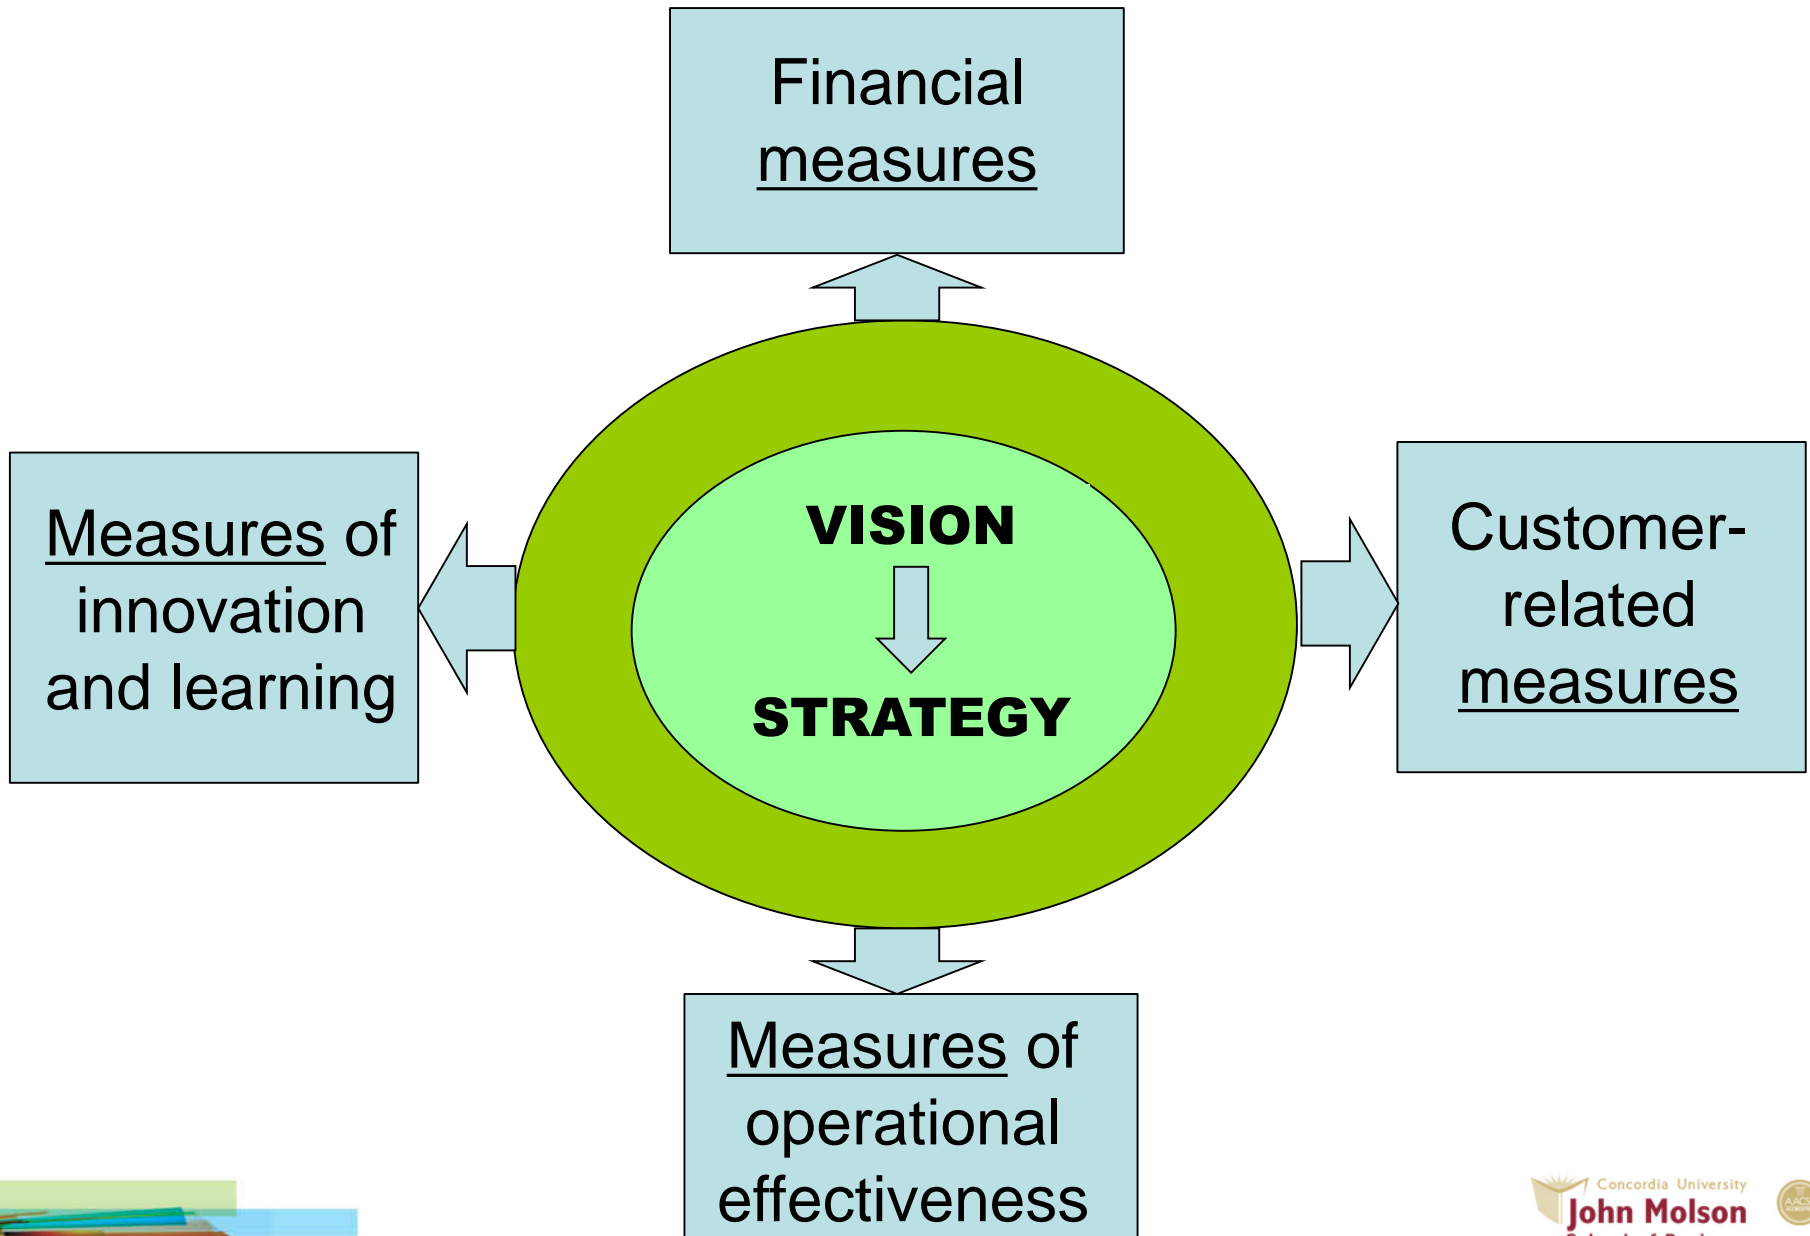 Financial
measures
Measures of
innovation
and learning
VISION
STRATEGY
Customer-
related
measures
Measures of
operational
effectiveness
Concordia University
John Molson